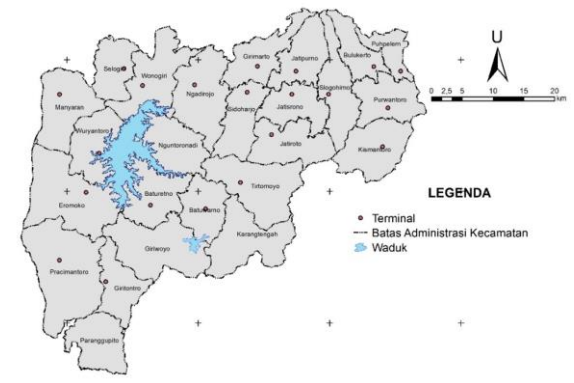 Puhpelem
Girimarto
Jatipurno
Bulukerto
U
Selogiri
Wonogiri
Ngadirojo
Sidoharjo
Jatisrono
Slogohimo
Purwantoro
0 2,5 5 10 15 20
KM
Manyaran
Wuryantoro
Nguntoronadi
Jatiroto
Kismantoro
Eromoko
Baturetno
Batuwarno
Tirtomoyo
LEGENDA
Terminal
Batas Administrasi Kecamatan
Waduk
Giriwoyo
Karangtengah
Pracimantoro
Giritontro
Paranggupito